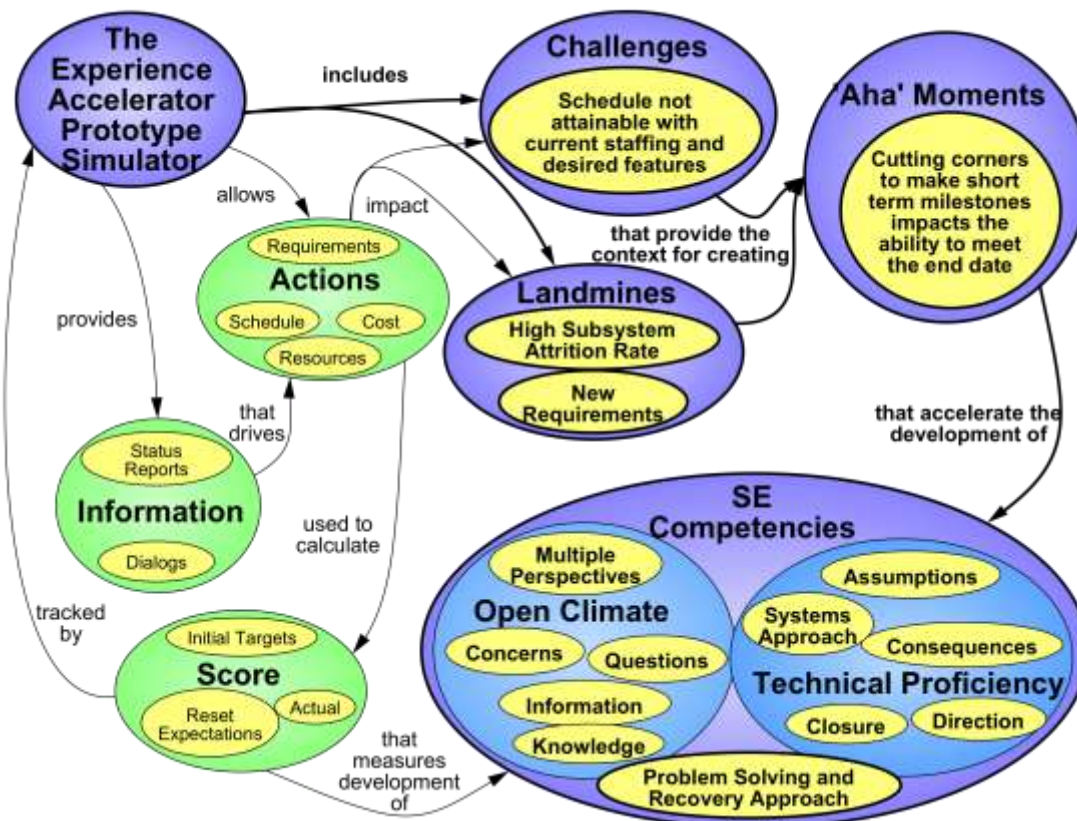 The
Experience
Accelerator
Prototype
Simulator
includes
Challenges
Schedule not
attainable with
current staffing and
desired features
'Aha' Moments
Cutting corners
to make short
term milestones
impacts the
ability to meet
the end date
allows
impact
that provide the
context for creating
Requirements
Actions
Schedule
Cost
Resources
Landmines
High Subsystem
Attrition Rate
New
Requirements
provides
that
drives
that accelerate the
development of
Status
Reports
Information
Dialogs
used to
calculate
tracked
by
Initial Targets
Score
Reset
Expectations
Actual
that
measures
development
of
SE
Competencies
Multiple
Perspectives
Open Climate
Concerns
Questions
Information
Knowledge
Assumptions
Systems
Approach
Consequences
Technical Proficiency
Closure
Direction
Problem Solving and
Recovery Approach